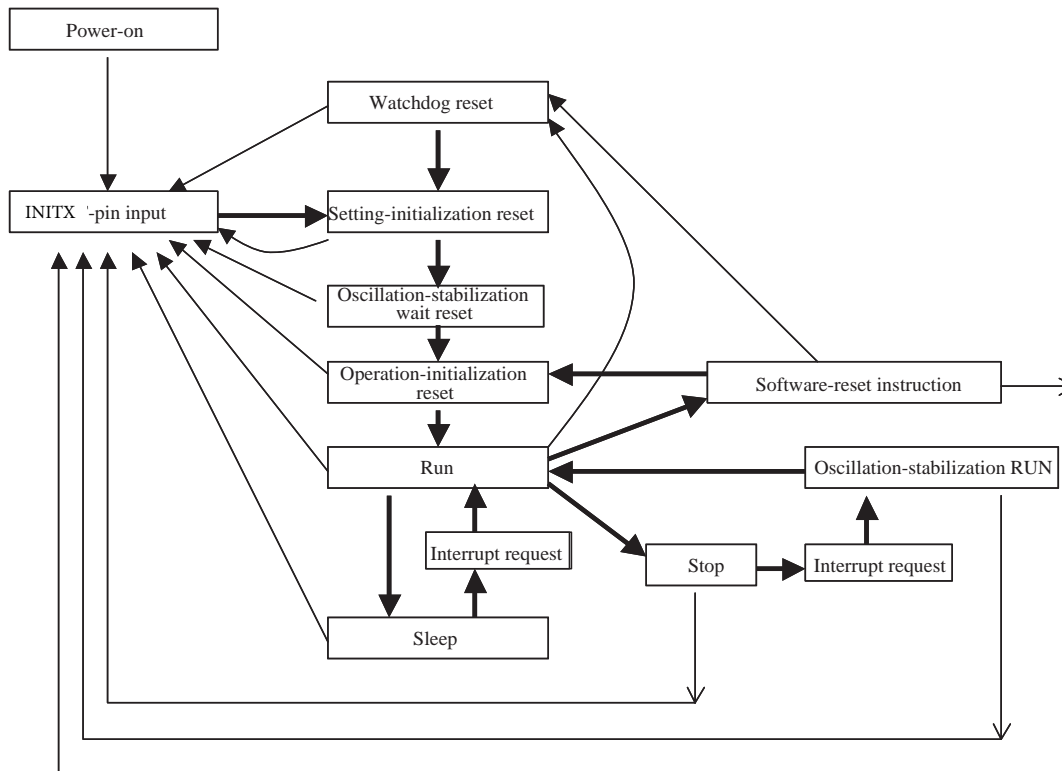 Power-on
Watchdog reset
INITX '-pin input
Setting-initialization reset
Oscillation-stabilization
wait reset
Operation-initialization
reset
Software-reset instruction
Run
Oscillation-stabilization RUN
Interrupt request
Stop
Interrupt request
Sleep